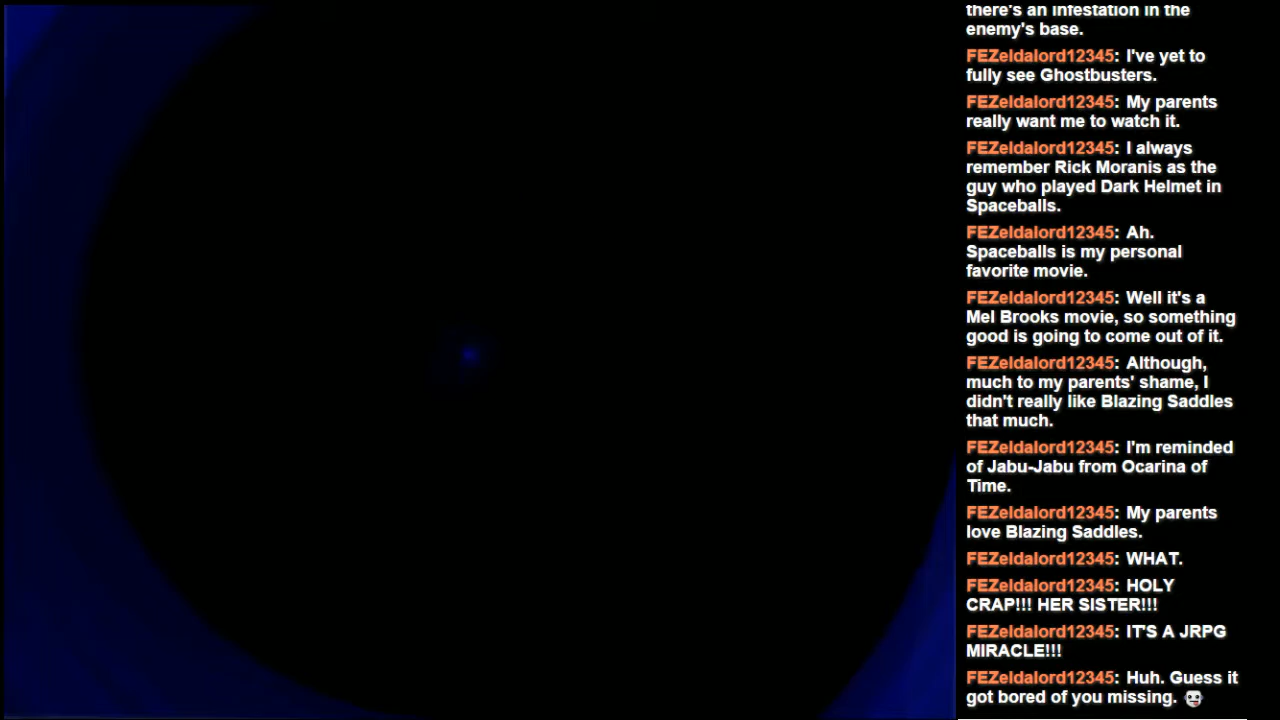 there's an infestation in the
enemy's base.
FEZeldalord12345: I've yet to
fully see Ghostbusters.
FEZeldalord12345: My parents
really want me to watch it.
FEZeldalord12345: I always
remember Rick Moranis as the
guy who played Dark Helmet in
Spaceballs.
FEZeldalord12345: Ah.
Spaceballs is my personal
favorite movie.
FEZeldalord12345: Well it's a
Mel Brooks movie, so something
good is going to come out of it.
FEZeldalord12345: Although,
much to my parents' shame, I
didn't really like Blazing Saddles
that much.
FEZeldalord12345: I'm reminded
of Jabu-Jabu from Ocarina of
Time.
FEZeldalord12345: My parents
love Blazing Saddles.
FEZeldalord12345: WHAT.
FEZeldalord12345: HOLY
CRAP!!! HER SISTER!!!
FEZeldalord12345: IT'S A JRPG
MIRACLE!!!
FEZeldalord12345: Huh. Guess it
got bored of you missing.